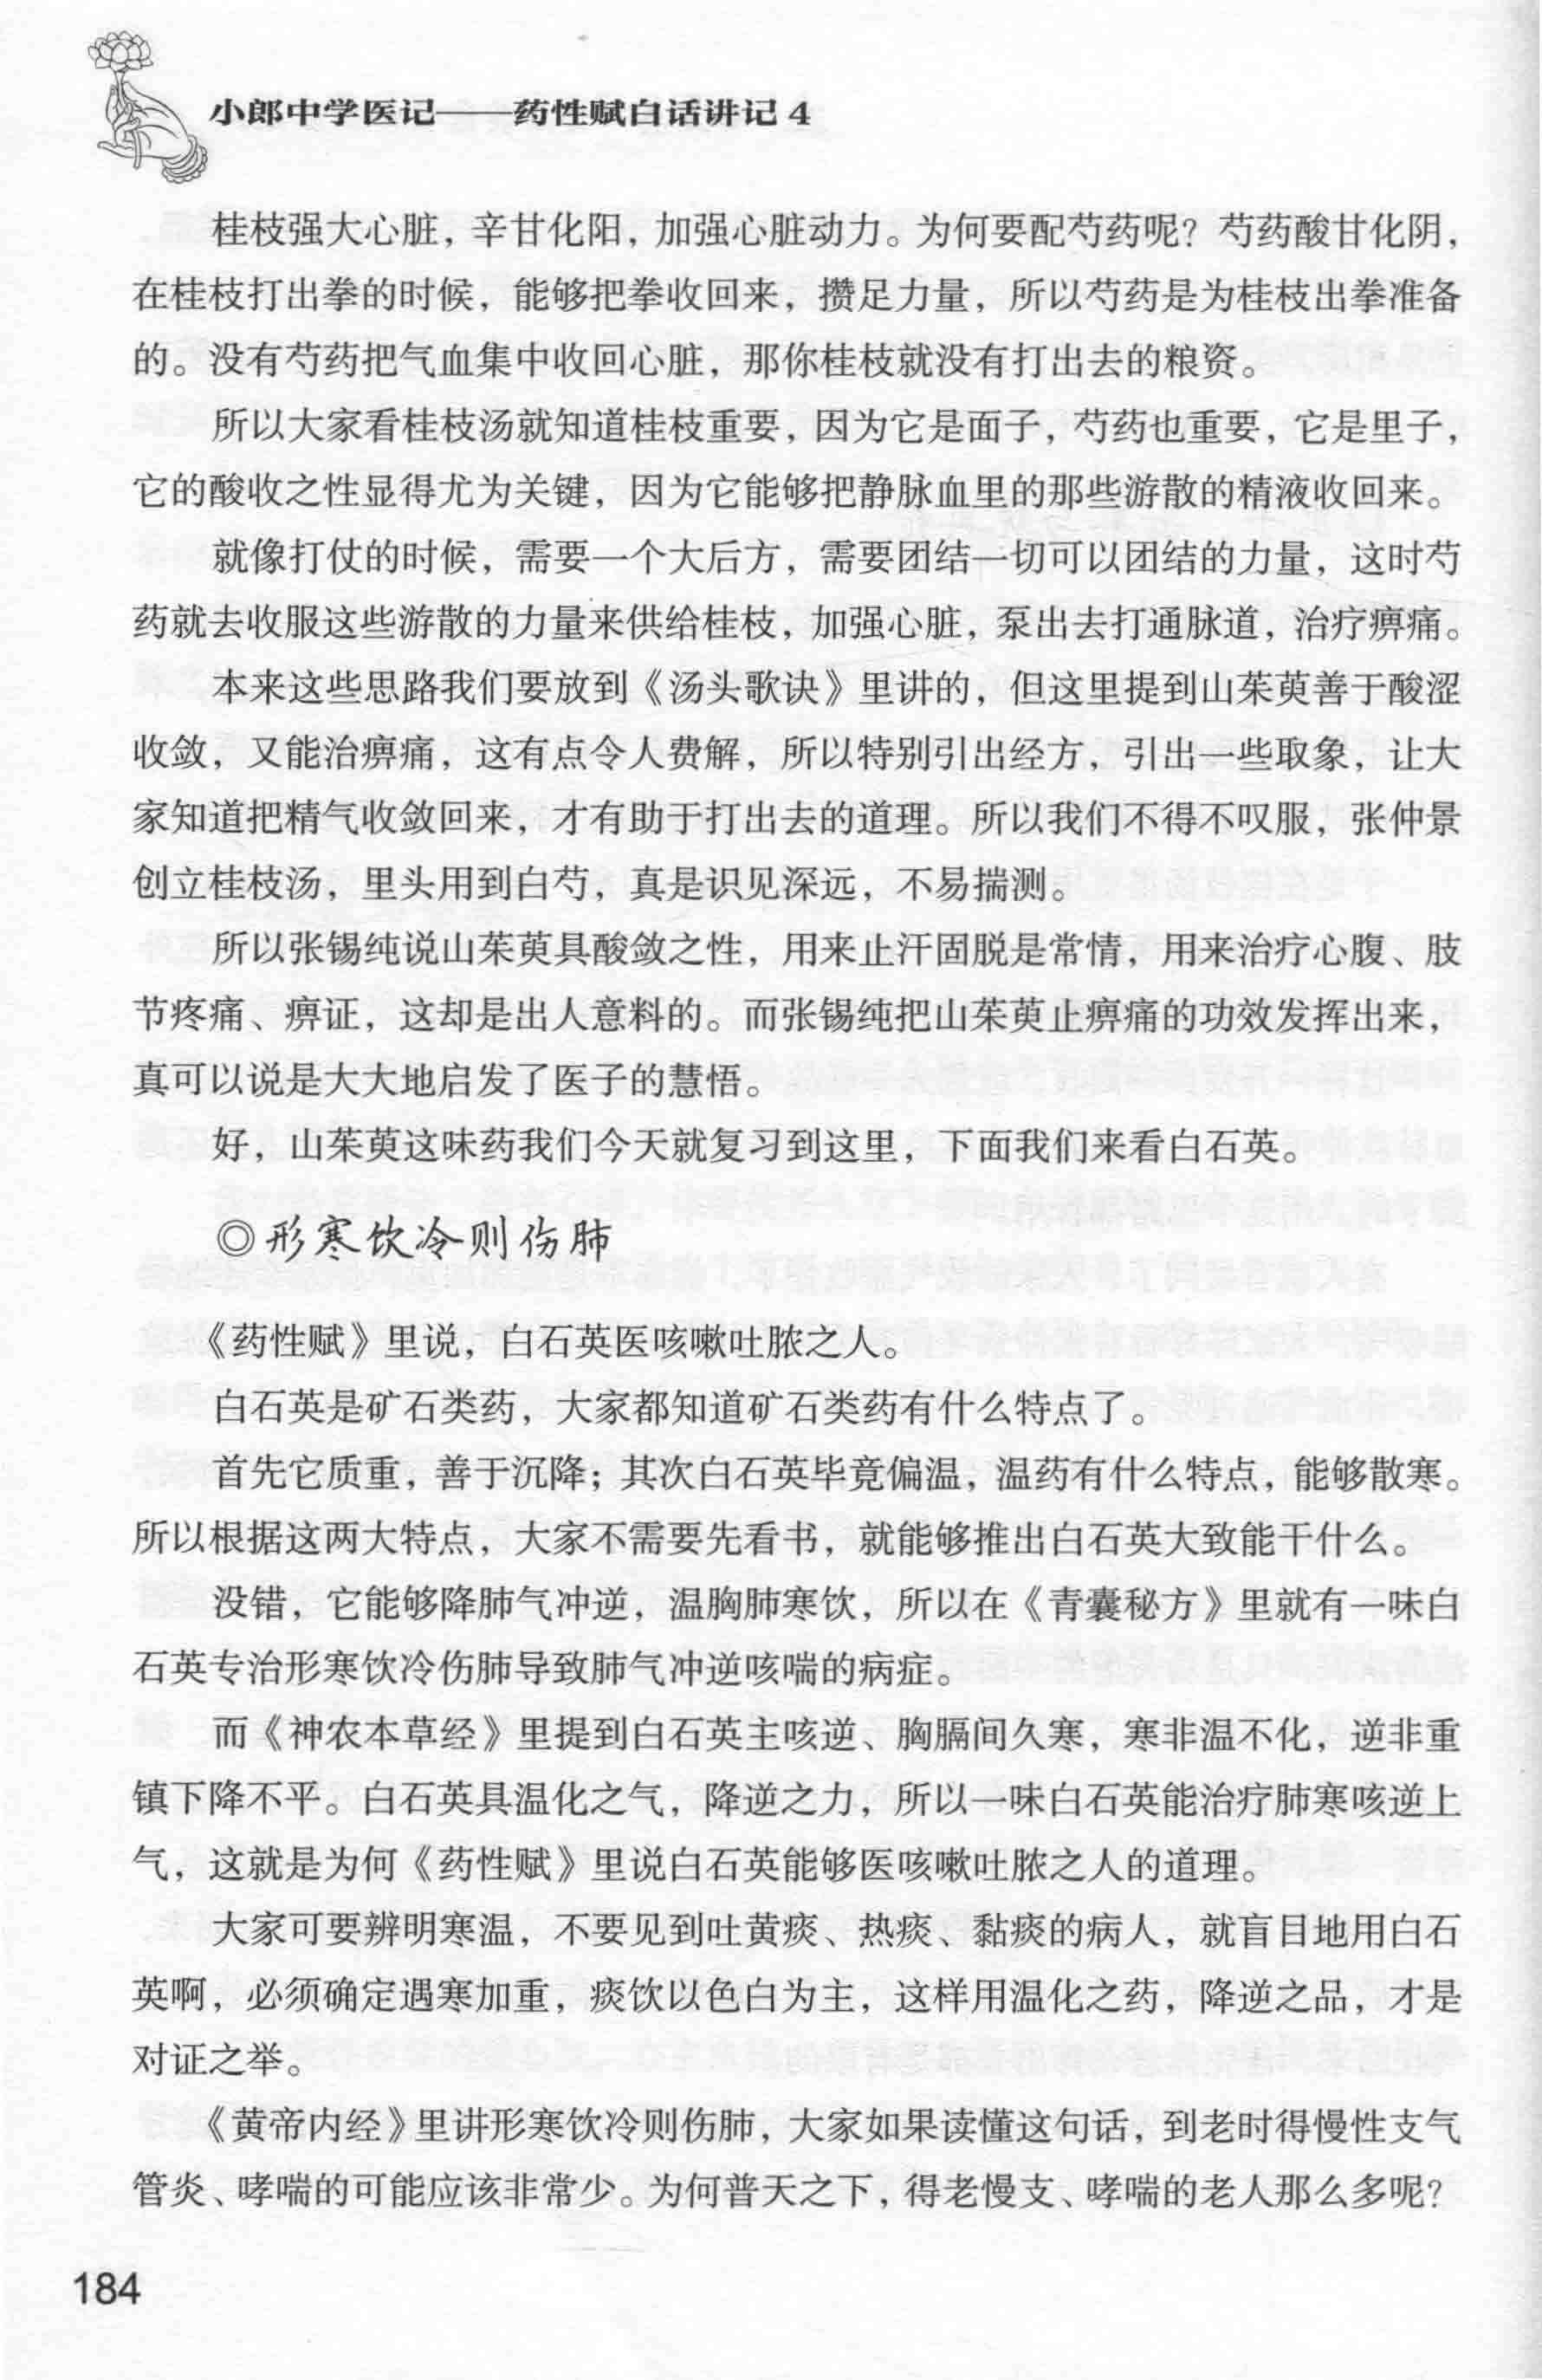 小郎中学医记——药性赋白话讲记4
桂枝强大心脏，辛甘化阳，加强心脏动力。为何要配芍药呢？芍药酸甘化阴，
在桂枝打出拳的时候，能够把拳收回来，攒足力量，所以芍药是为桂枝出拳准备
的。没有芍药把气血集中收回心脏，那你桂枝就没有打出去的粮资。
所以大家看桂枝汤就知道桂枝重要，因为它是面子，芍药也重要，它是里子，
它的酸收之性显得尤为关键，因为它能够把静脉血里的那些游散的精液收回来。
就像打仗的时候，需要一个大后方，需要团结一切可以团结的力量，这时芍
药就去收服这些游散的力量来供给桂枝，加强心脏，泵出去打通脉道，治疗痹痛。
本来这些思路我们要放到《汤头歌诀》里讲的，但这里提到山茱萸善于酸涩
收敛，又能治痹痛，这有点令人费解，所以特别引出经方，引出一些取象，让大
家知道把精气收敛回来，才有助于打出去的道理。所以我们不得不叹服，张仲景
创立桂枝汤，里头用到白芍，真是识见深远，不易揣测。
所以张锡纯说山茱萸具酸敛之性，用来止汗固脱是常情，用来治疗心腹、肢
节疼痛、痹证，这却是出人意料的。而张锡纯把山茱萸止痹痛的功效发挥出来，
真可以说是大大地启发了医子的慧悟。
好，山茱萸这味药我们今天就复习到这里，下面我们来看白石英。
◎形寒饮冷则伤肺
《药性赋》里说，白石英医咳嗽吐脓之人。
白石英是矿石类药，大家都知道矿石类药有什么特点了。
首先它质重，善于沉降；其次白石英毕竟偏温，温药有什么特点，能够散寒。
所以根据这两大特点，大家不需要先看书，就能够推出白石英大致能干什么。
没错，它能够降肺气冲逆，温胸肺寒饮，所以在《青囊秘方》里就有一味白
石英专治形寒饮冷伤肺导致肺气冲逆咳喘的病症。
而《神农本草经》里提到白石英主咳逆、胸膈间久寒，寒非温不化，逆非重
镇下降不平。白石英具温化之气，降逆之力，所以一味白石英能治疗肺寒咳逆上
气，这就是为何《药性赋》里说白石英能够医咳嗽吐脓之人的道理。
大家可要辨明寒温，不要见到吐黄痰、热痰、黏痰的病人，就盲目地用白石
英啊，必须确定遇寒加重，痰饮以色白为主，这样用温化之药，降逆之品，才是
对证之举。
《黄帝内经》里讲形寒饮冷则伤肺，大家如果读懂这句话，到老时得慢性支气
管炎、哮喘的可能应该非常少。为何普天之下，得老慢支、哮喘的老人那么多呢？
184